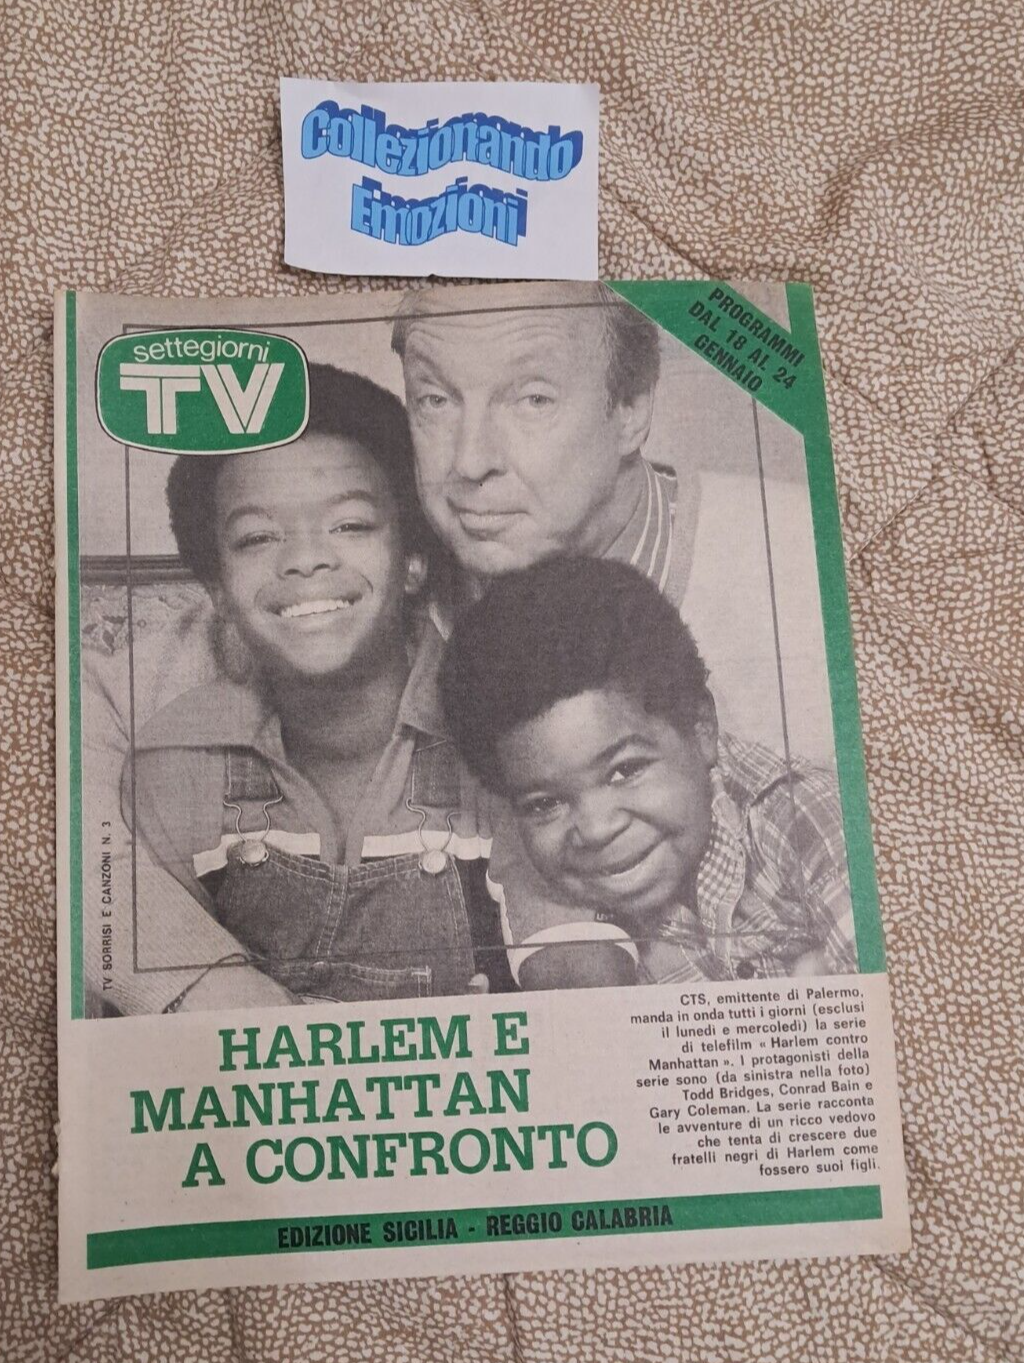 Collezionando
Emozioni
settegiorni
TV
PROGRAMMI
DAL 18 AL 24
GENNAIO
TV SORRISI E CANZONI N. 3
HARLEM E
MANHATTAN
A CONFRONTO
CTS, emittente di Palermo,
manda in onda tutti i giorni (esclusi
il lunedì e mercoledì) la serie
di telefilm « Harlem contro
Manhattan ». I protagonisti della
serie sono (da sinistra nella foto)
Todd Bridges, Conrad Bain e
Gary Coleman. La serie racconta
le avventure di un ricco vedovo
che tenta di crescere due
fratelli negri di Harlem come
fossero suoi figli.
EDIZIONE SICILIA - REGGIO CALABRIA